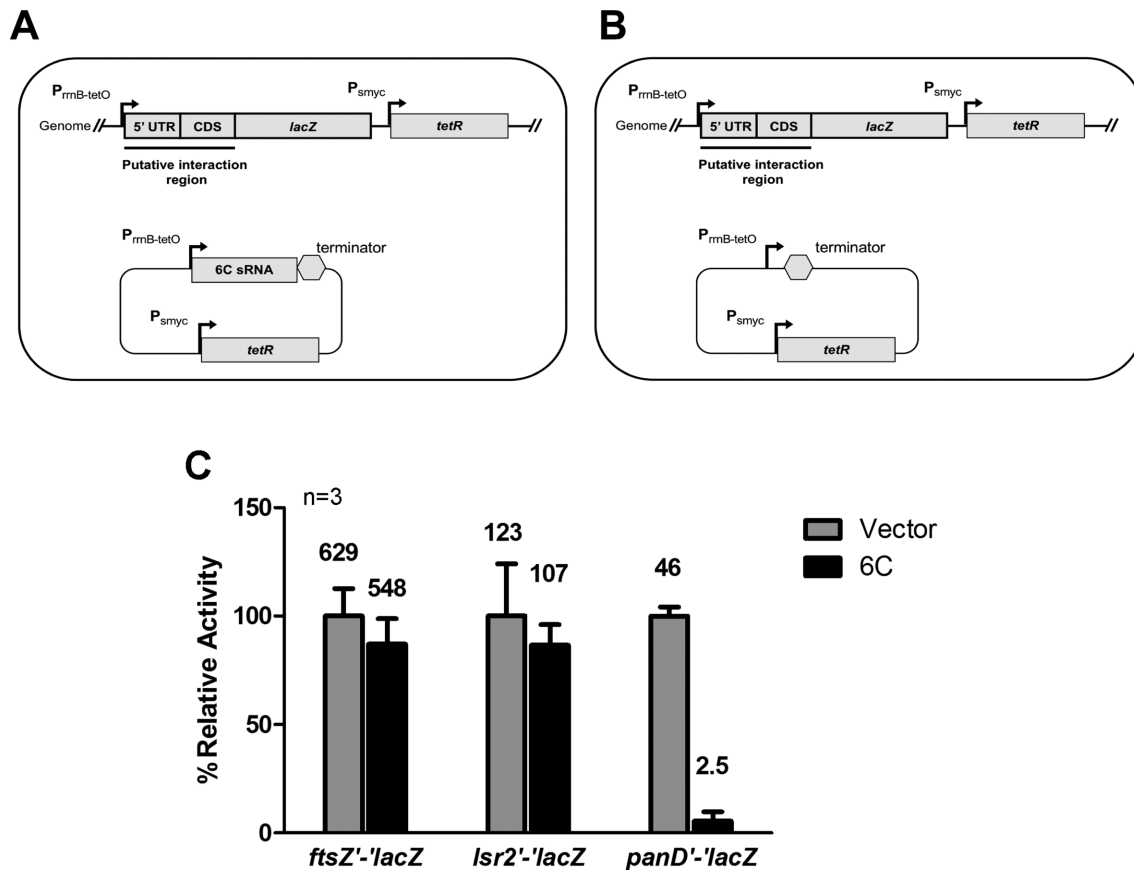 A
P rrnB-tetO
P smyc
Genome
5' UTR CDS lacZ tetR
Putative interaction
region
P rrnB-tetO
terminator
6C sRNA
P smyc
tetR
B
P rrnB-tetO
P smyc
Genome
5' UTR CDS lacZ tetR
Putative interaction
region
P rrnB-tetO
terminator
P smyc
tetR
C
n=3
% Relative Activity
150
100
50
0
629 548 123 107 46 2.5
ftsZ'-'lacZ lsr2'-'lacZ panD'-'lacZ
Vector
6C